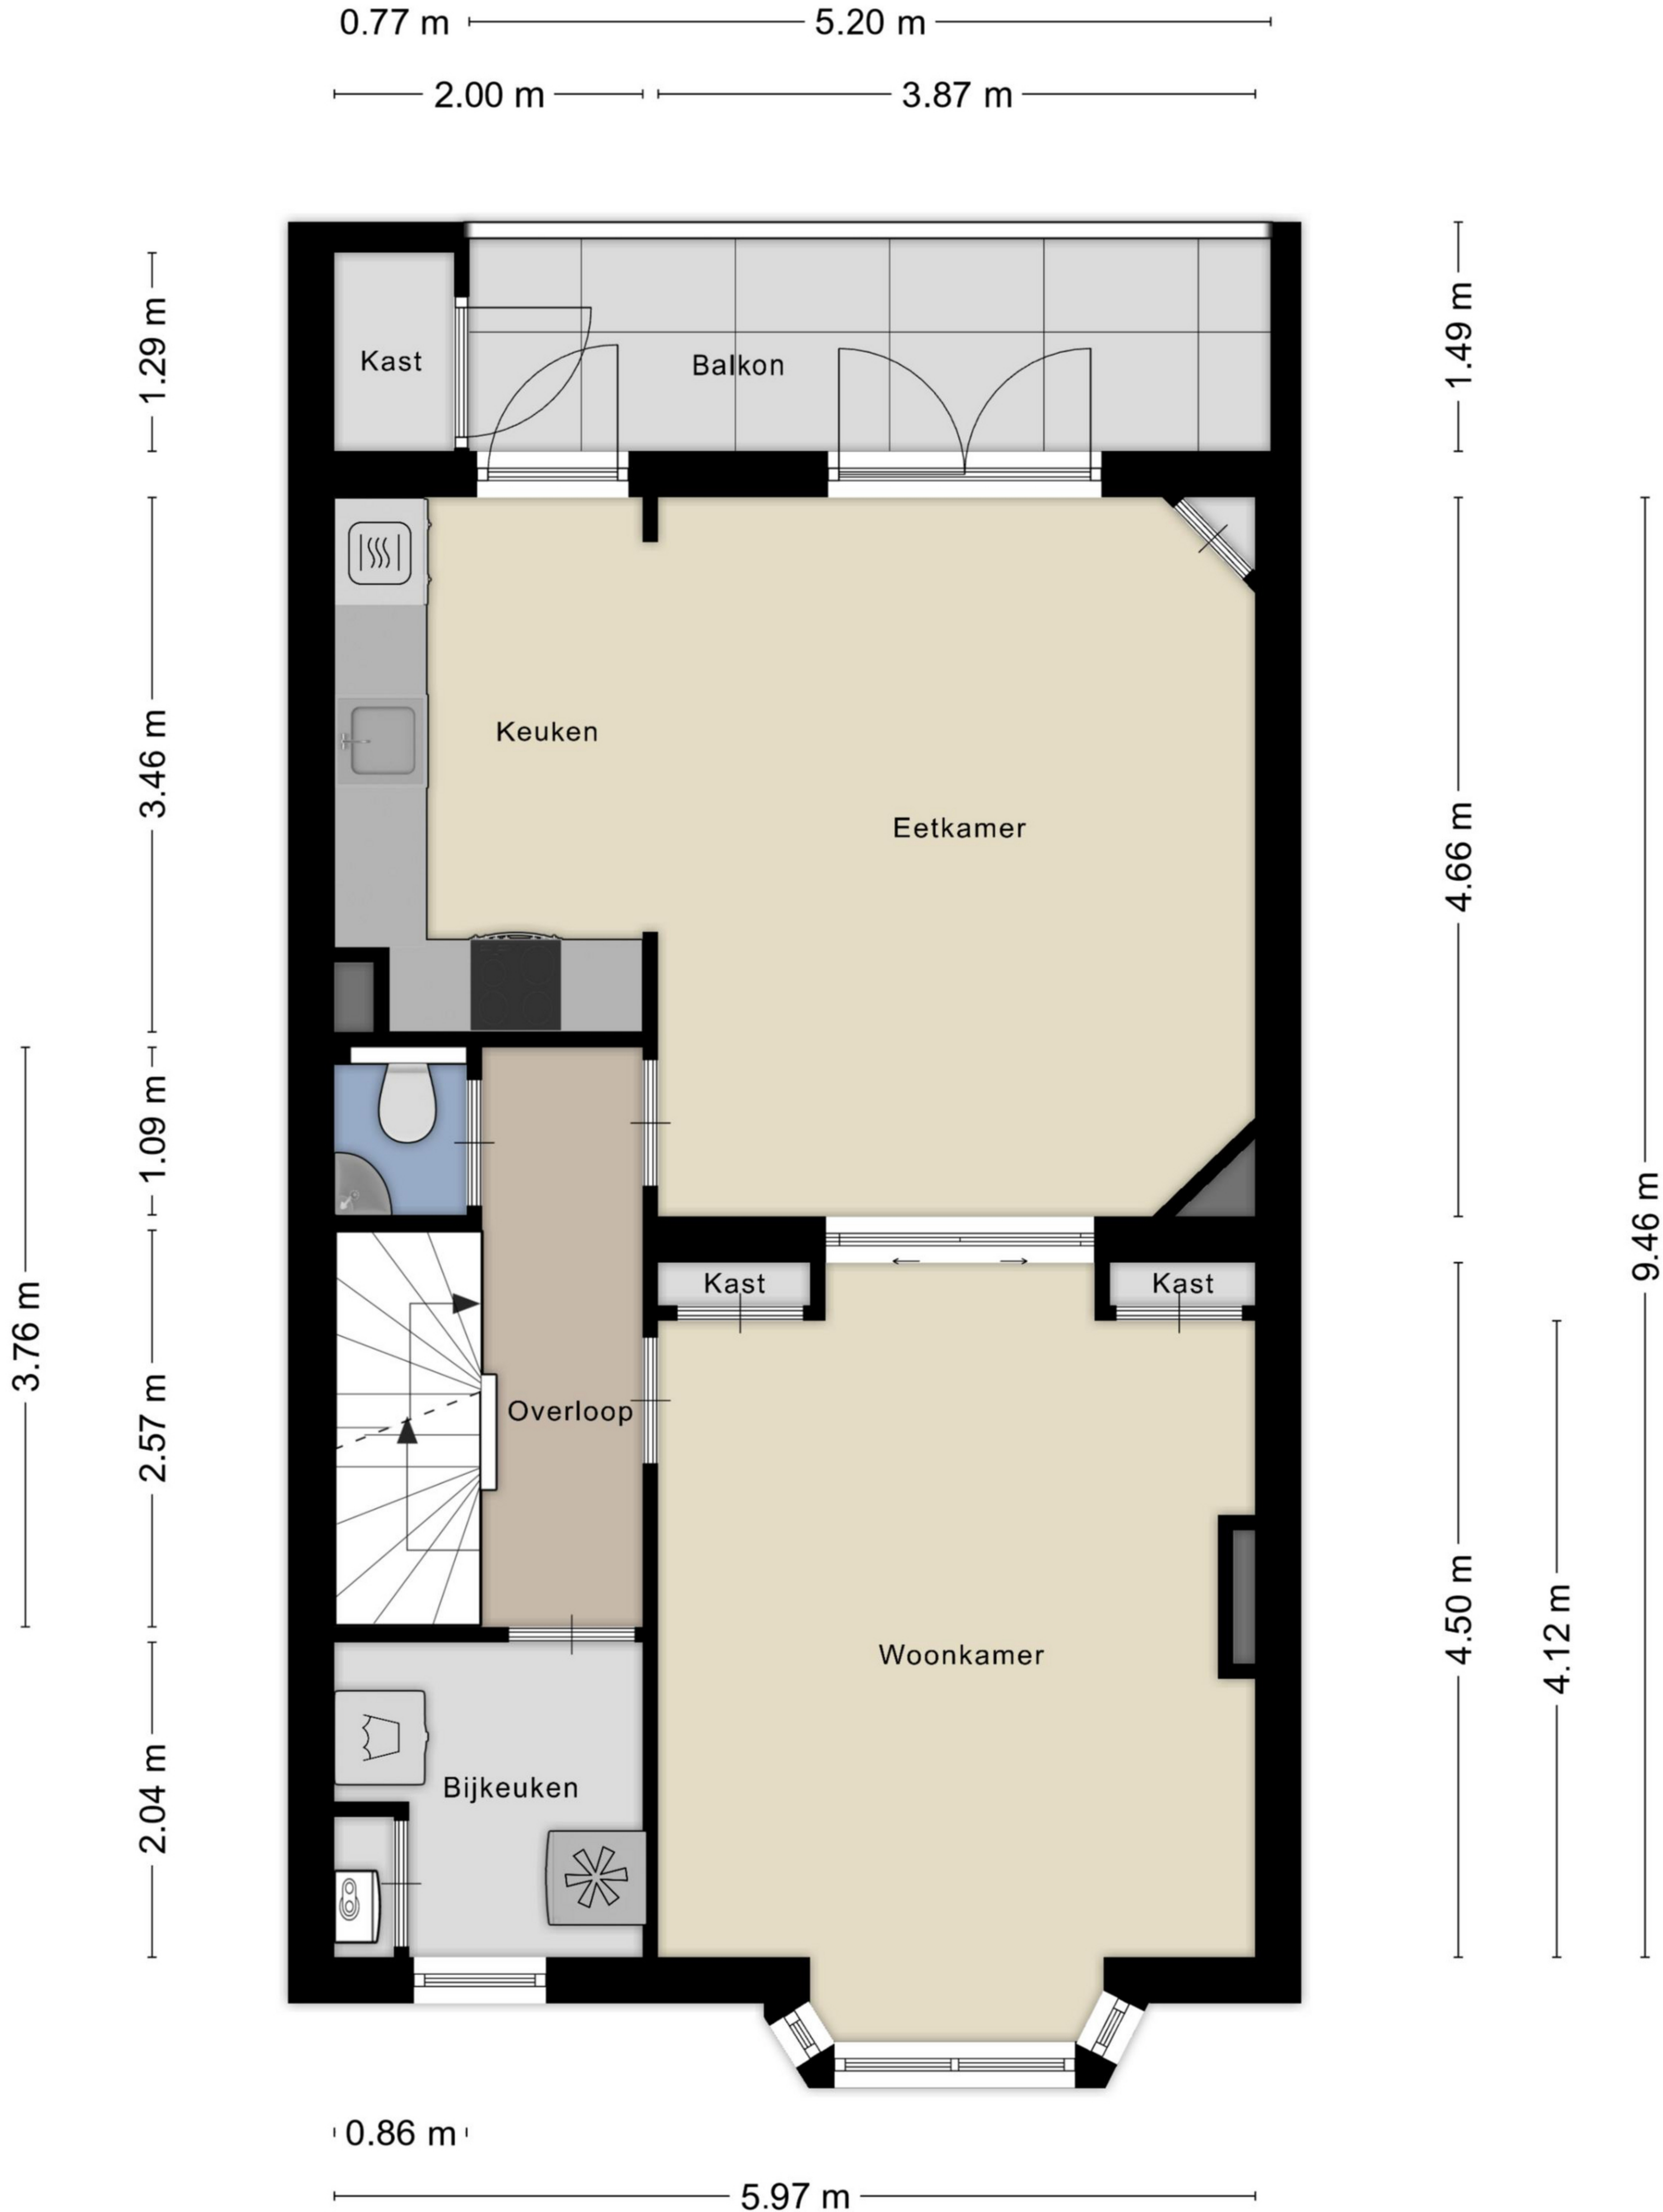 0.77 m
5.20 m
2.00 m
3.87 m
1.29 m
1.49 m
Kast
Balkon
3.46 m
Keuken
Eetkamer
4.66 m
9.46 m
1.09 m
3.76 m
Kast
Kast
2.57 m
Overloop
4.50 m
4.12 m
Woonkamer
2.04 m
Bijkeuken
0.86 m
5.97 m